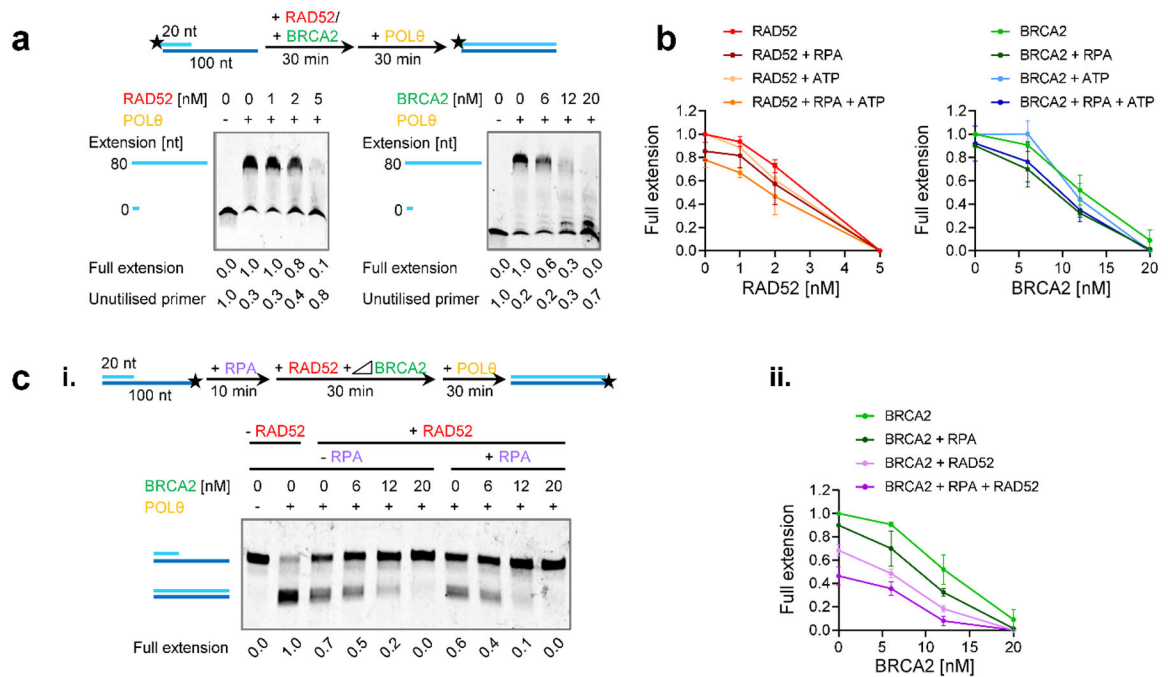 a
20 nt
100 nt
+ RAD52/
+ BRCA2
30 min
+ POLθ
30 min
RAD52 [nM] 0 0 1 2 5
POLθ - + + + +
Extension [nt]
80
0
Full extension 0.0 1.0 1.0 0.8 0.1
Unutilised primer 1.0 0.3 0.3 0.4 0.8
BRCA2 [nM] 0 0 6 12 20
POLθ - + + + +
Extension [nt]
80
0
Full extension 0.0 1.0 0.6 0.3 0.0
Unutilised primer 1.0 0.2 0.2 0.3 0.7
b
RAD52
RAD52 + RPA
RAD52 + ATP
RAD52 + RPA + ATP
Full extension
1.2
1.0
0.8
0.6
0.4
0.2
0.0
0 1 2 3 4 5
RAD52 [nM]
BRCA2
BRCA2 + RPA
BRCA2 + ATP
BRCA2 + RPA + ATP
Full extension
1.2
1.0
0.8
0.6
0.4
0.2
0.0
0 5 10 15 20
BRCA2 [nM]
c i.
20 nt
100 nt
+ RPA
10 min
+ RAD52 + BRCA2
30 min
+ POLθ
30 min
- RAD52 + RAD52
- RPA + RPA
BRCA2 [nM] 0 0 0 6 12 20 0 6 12 20
POLθ - + + + + + + + + +
Full extension 0.0 1.0 0.7 0.5 0.2 0.0 0.6 0.4 0.1 0.0
ii.
BRCA2
BRCA2 + RPA
BRCA2 + RAD52
BRCA2 + RPA + RAD52
Full extension
1.2
1.0
0.8
0.6
0.4
0.2
0.0
0 5 10 15 20
BRCA2 [nM]